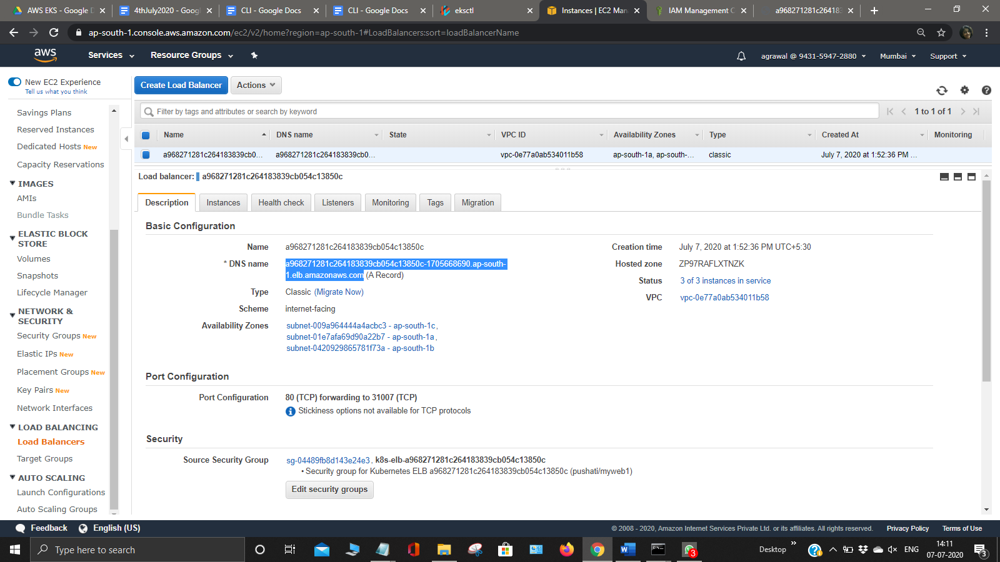 AWS EKS - Google D
4thJuly2020 - Googl
CLI - Google Docs
CLI - Google Docs
eksctl
Instances | EC2 Man
IAM Management C
a968271281c264183
ap-south-1.console.aws.amazon.com/ec2/v2/home?region=ap-south-1#LoadBalancers:sort=loadBalancerName
aws
Services
Resource Groups
agrawal @ 9431-5947-2880
Mumbai
Support
New EC2 Experience
Tell us what you think
Savings Plans
Reserved Instances
Dedicated Hosts New
Capacity Reservations
IMAGES
AMIs
Bundle Tasks
ELASTIC BLOCK
STORE
Volumes
Snapshots
Lifecycle Manager
NETWORK &
SECURITY
Security Groups New
Elastic IPs New
Placement Groups New
Key Pairs New
Network Interfaces
LOAD BALANCING
Load Balancers
Target Groups
AUTO SCALING
Launch Configurations
Auto Scaling Groups
Create Load Balancer
Actions
Filter by tags and attributes or search by keyword
1 to 1 of 1
Name DNS name State VPC ID Availability Zones Type Created At Monitoring
a968271281c264183839cb0... a968271281c264183839cb0... vpc-0e77a0ab534011b58 ap-south-1a, ap-south-... classic July 7, 2020 at 1:52:36 PM ...
Load balancer: a968271281c264183839cb054c13850c
Description Instances Health check Listeners Monitoring Tags Migration
Basic Configuration
Name a968271281c264183839cb054c13850c
* DNS name a968271281c264183839cb054c13850c-1705668690.ap-south-
1.elb.amazonaws.com (A Record)
Type Classic (Migrate Now)
Scheme internet-facing
Availability Zones subnet-009a964444a4acbc3 - ap-south-1c,
subnet-01e7afa69d90a22b7 - ap-south-1a,
subnet-0420929865781f73a - ap-south-1b
Creation time July 7, 2020 at 1:52:36 PM UTC+5:30
Hosted zone ZP97RAFLXTNZK
Status 3 of 3 instances in service
VPC vpc-0e77a0ab534011b58
Port Configuration
Port Configuration 80 (TCP) forwarding to 31007 (TCP)
Stickiness options not available for TCP protocols
Security
Source Security Group sg-04489fb8d143e24e3, k8s-elb-a968271281c264183839cb054c13850c
• Security group for Kubernetes ELB a968271281c264183839cb054c13850c (pushati/myweb1)
Edit security groups
Feedback
English (US)
© 2008 - 2020, Amazon Internet Services Private Ltd. or its affiliates. All rights reserved.
Privacy Policy
Terms of Use
Type here to search
3
Desktop
ENG
14:11
07-07-2020
3